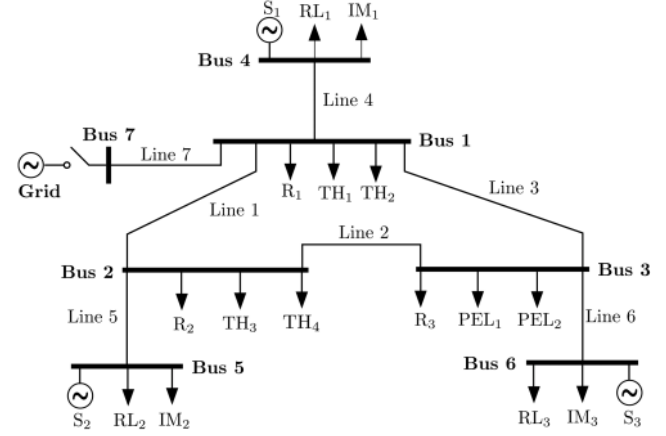 S₁ RL₁ IM₁
Bus 4
Line 4
Bus 7
Bus 1
Line 7
Grid
R₁ TH₁ TH₂
Line 3
Line 1
Line 2
Bus 2
Bus 3
R₂ TH₃ TH₄
R₃ PEL₁ PEL₂
Line 5
Line 6
Bus 5
Bus 6
S₂ RL₂ IM₂
RL₃ IM₃ S₃